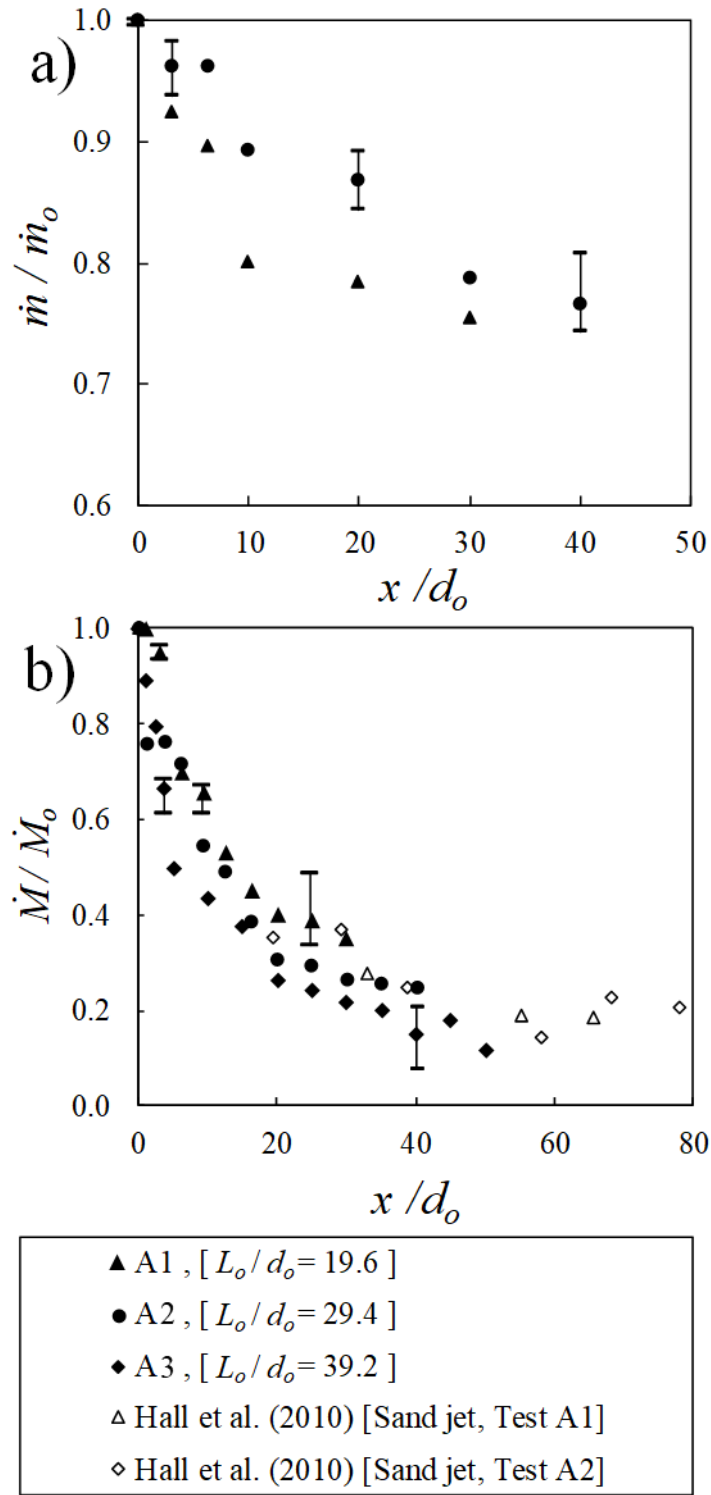 a)
1.0
0.9
0.8
0.7
0.6
ṁ / ṁₒ
0 10 20 30 40 50
x /dₒ
b)
1.0
0.8
0.6
0.4
0.2
0.0
Ṁ / Ṁₒ
0 20 40 60 80
x /dₒ
▲ A1 , [ Lₒ / dₒ = 19.6 ]
● A2 , [ Lₒ / dₒ = 29.4 ]
◆ A3 , [ Lₒ / dₒ = 39.2 ]
△ Hall et al. (2010) [Sand jet, Test A1]
◇ Hall et al. (2010) [Sand jet, Test A2]